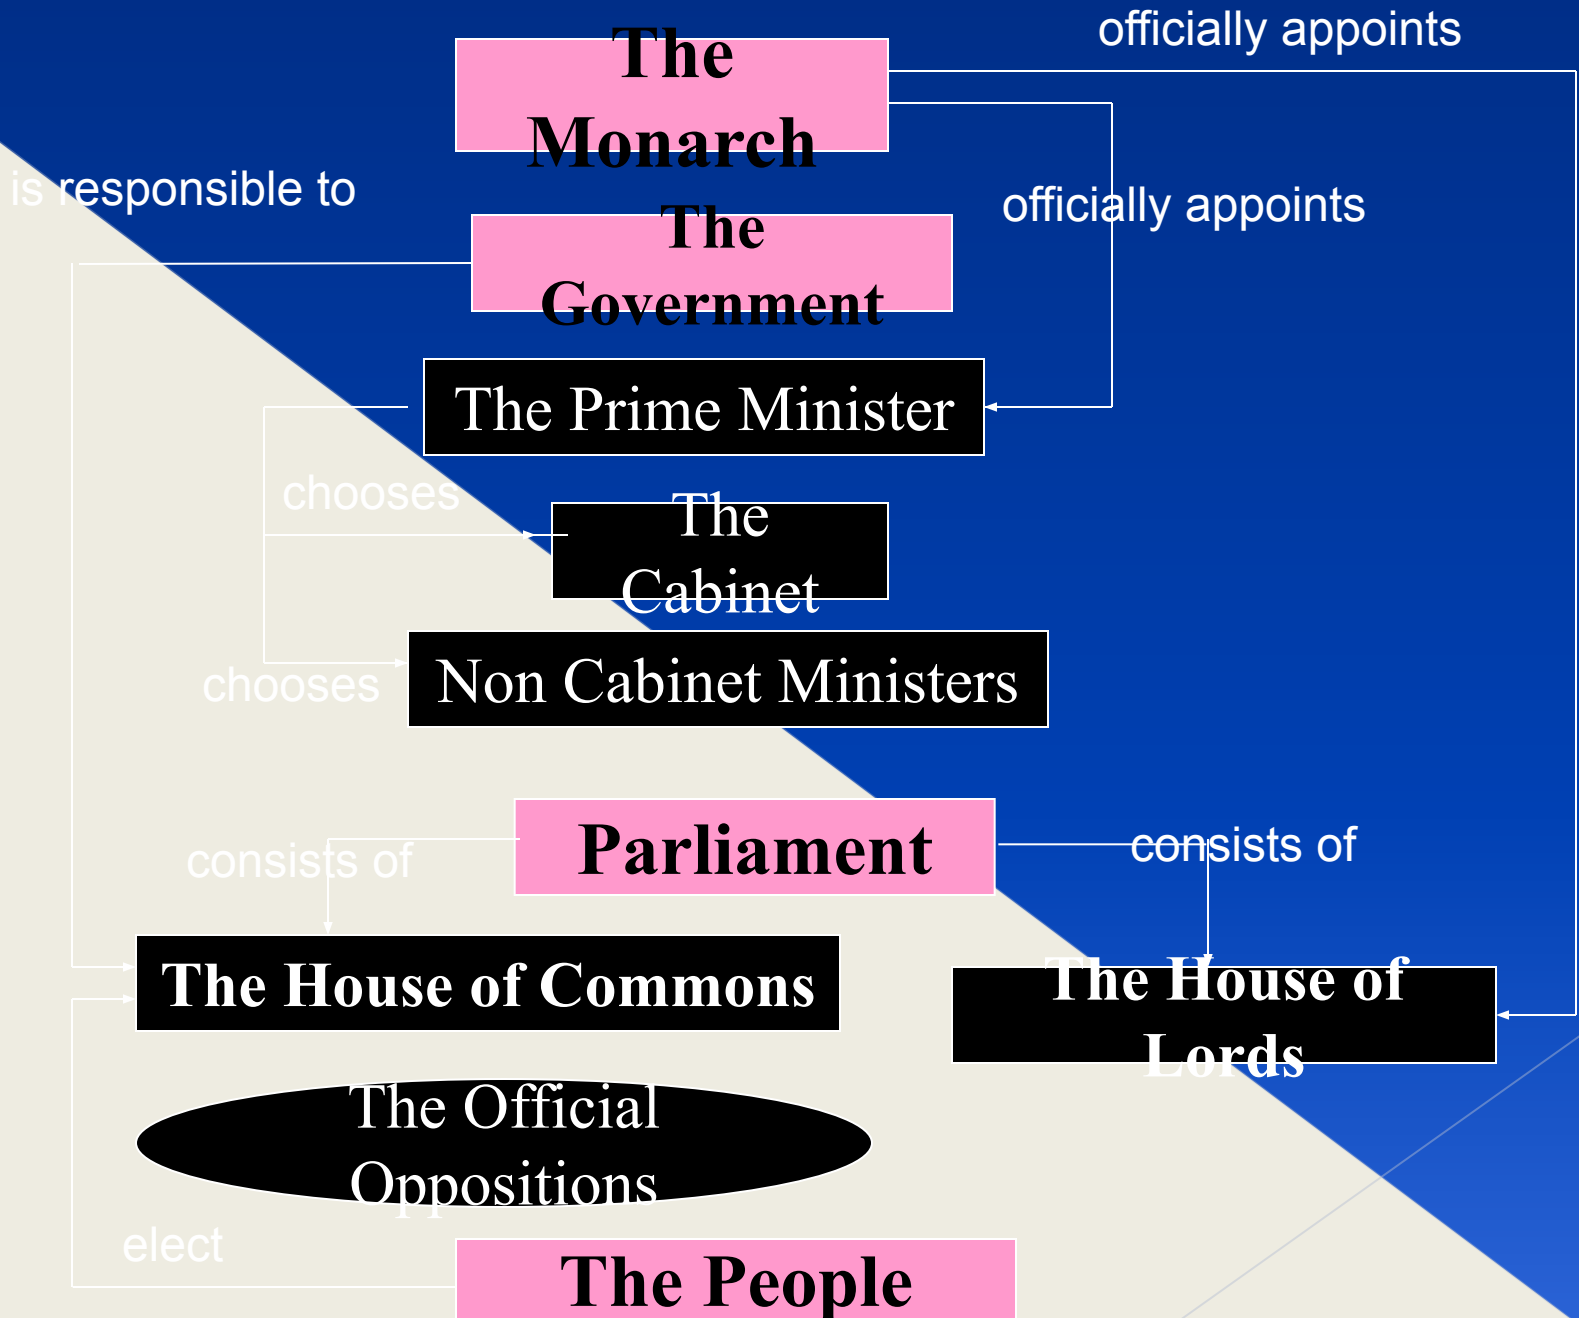 officially appoints
The
Monarch
is responsible to
officially appoints
The
Government
The Prime Minister
chooses
The
Cabinet
chooses
Non Cabinet Ministers
Parliament
consists of
consists of
The House of Commons
The House of
Lords
The Official
Oppositions
elect
The People